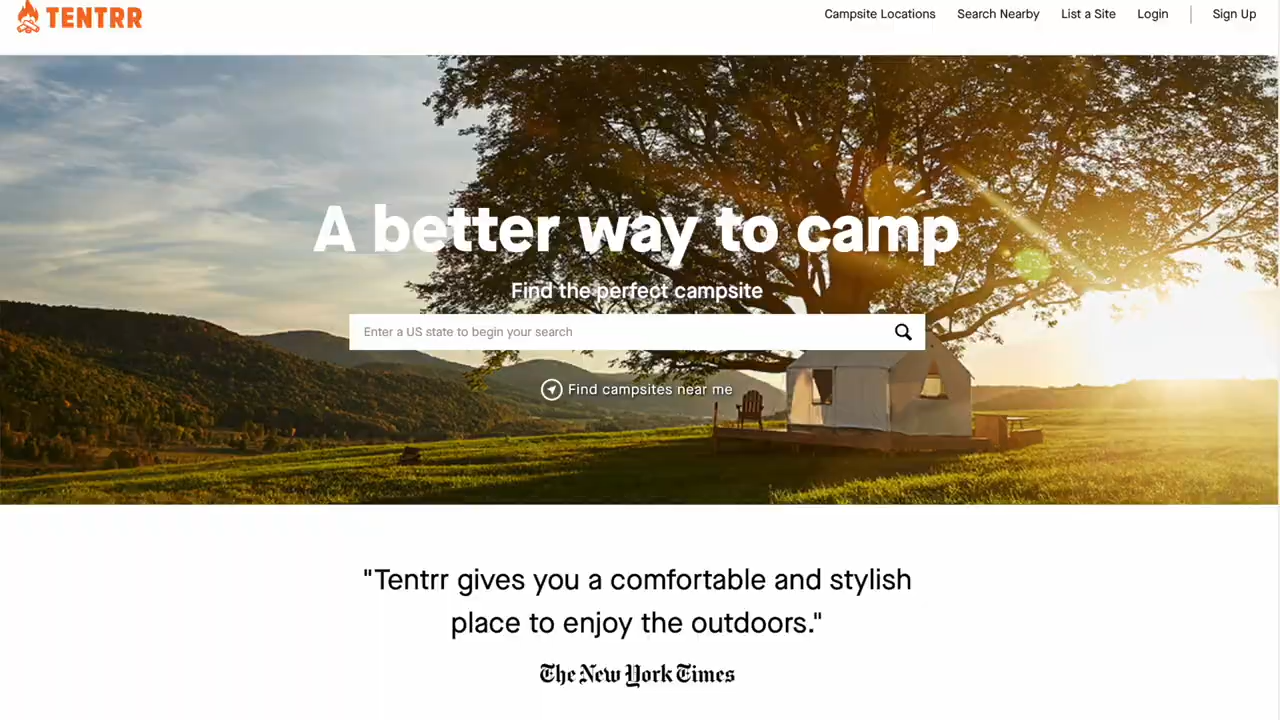 TENTRR
Campsite Locations
Search Nearby
List a Site
Login
Sign Up
A better way to camp
Find the perfect campsite
Enter a US state to begin your search
Find campsites near me
"Tentrr gives you a comfortable and stylish
place to enjoy the outdoors."
The New York Times